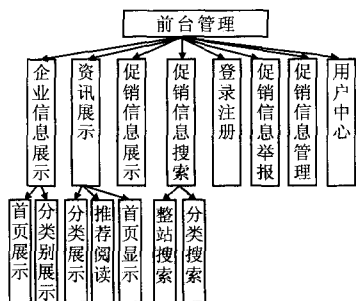 前台管理
企业信息展示
资讯展示
促销信息展示
促销信息搜索
登录注册
促销信息举报
促销信息管理
用户中心
首页展示
分类别展示
分类展示
推荐阅读
首页显示
整站搜索
分类搜索